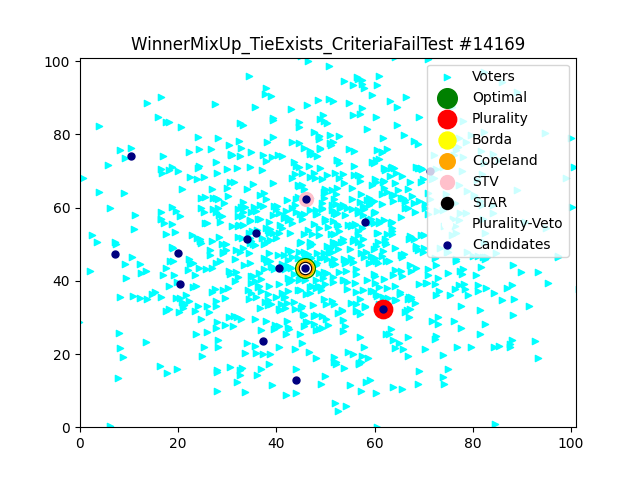 WinnerMixUp_TieExists_CriteriaFailTest #14169
100
80
60
40
20
0
0
20
40
60
80
100
Voters
Optimal
Plurality
Borda
Copeland
STV
STAR
Plurality-Veto
Candidates